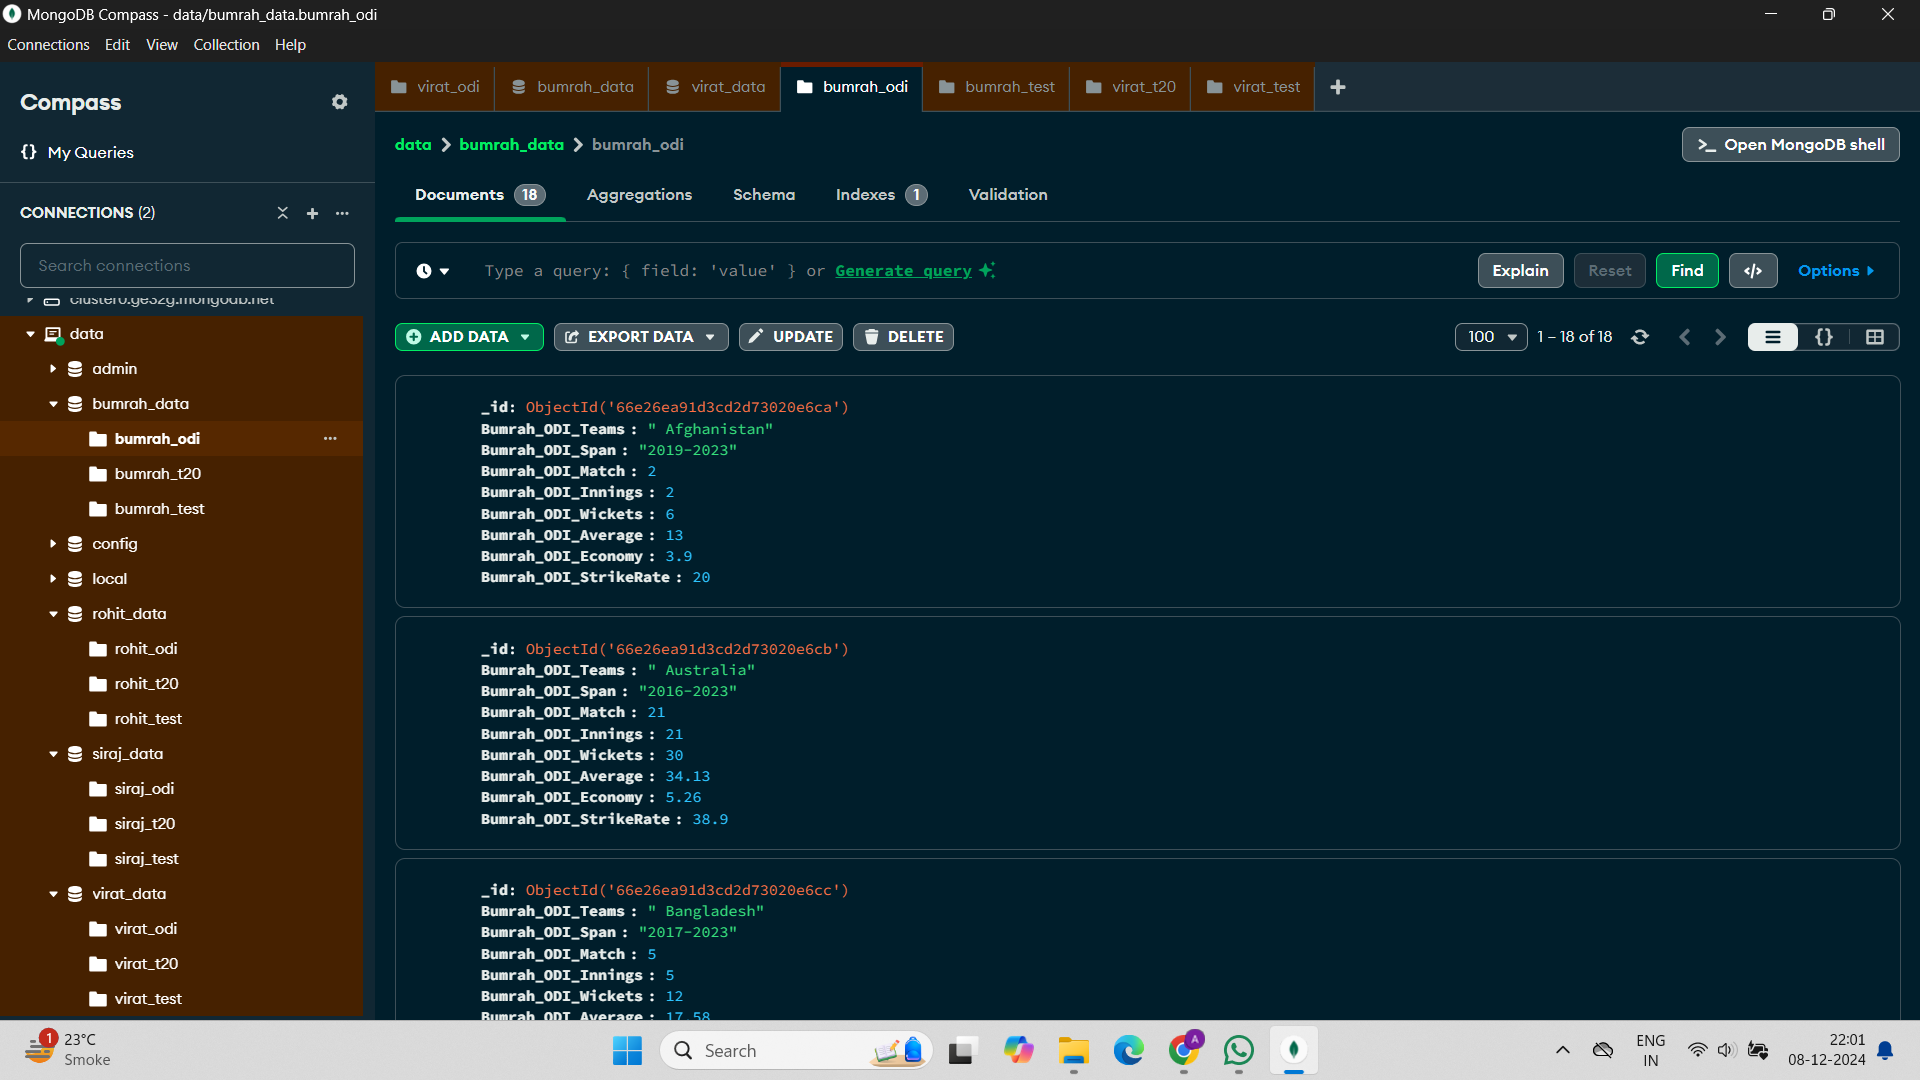 MongoDB Compass - data/bumrah_data.bumrah_odi
Connections Edit View Collection Help
Compass
{} My Queries
CONNECTIONS (2)
Search connections
cluster0.ge32g.mongodb.net
data
admin
bumrah_data
bumrah_odi ...
bumrah_t20
bumrah_test
config
local
rohit_data
rohit_odi
rohit_t20
rohit_test
siraj_data
siraj_odi
siraj_t20
siraj_test
virat_data
virat_odi
virat_t20
virat_test
virat_odi bumrah_data virat_data bumrah_odi bumrah_test virat_t20 virat_test +
data > bumrah_data > bumrah_odi
>_ Open MongoDB shell
Documents 18 Aggregations Schema Indexes 1 Validation
Type a query: { field: 'value' } or Generate query
Explain Reset Find </> Options
ADD DATA EXPORT DATA UPDATE DELETE
100 1 – 18 of 18 {}
_id: ObjectId('66e26ea91d3cd2d73020e6ca')
Bumrah_ODI_Teams : " Afghanistan"
Bumrah_ODI_Span : "2019-2023"
Bumrah_ODI_Match : 2
Bumrah_ODI_Innings : 2
Bumrah_ODI_Wickets : 6
Bumrah_ODI_Average : 13
Bumrah_ODI_Economy : 3.9
Bumrah_ODI_StrikeRate : 20
_id: ObjectId('66e26ea91d3cd2d73020e6cb')
Bumrah_ODI_Teams : " Australia"
Bumrah_ODI_Span : "2016-2023"
Bumrah_ODI_Match : 21
Bumrah_ODI_Innings : 21
Bumrah_ODI_Wickets : 30
Bumrah_ODI_Average : 34.13
Bumrah_ODI_Economy : 5.26
Bumrah_ODI_StrikeRate : 38.9
_id: ObjectId('66e26ea91d3cd2d73020e6cc')
Bumrah_ODI_Teams : " Bangladesh"
Bumrah_ODI_Span : "2017-2023"
Bumrah_ODI_Match : 5
Bumrah_ODI_Innings : 5
Bumrah_ODI_Wickets : 12
Bumrah_ODI_Average : 17.58
1
23°C
Smoke
Search
A
ENG
IN
22:01
08-12-2024